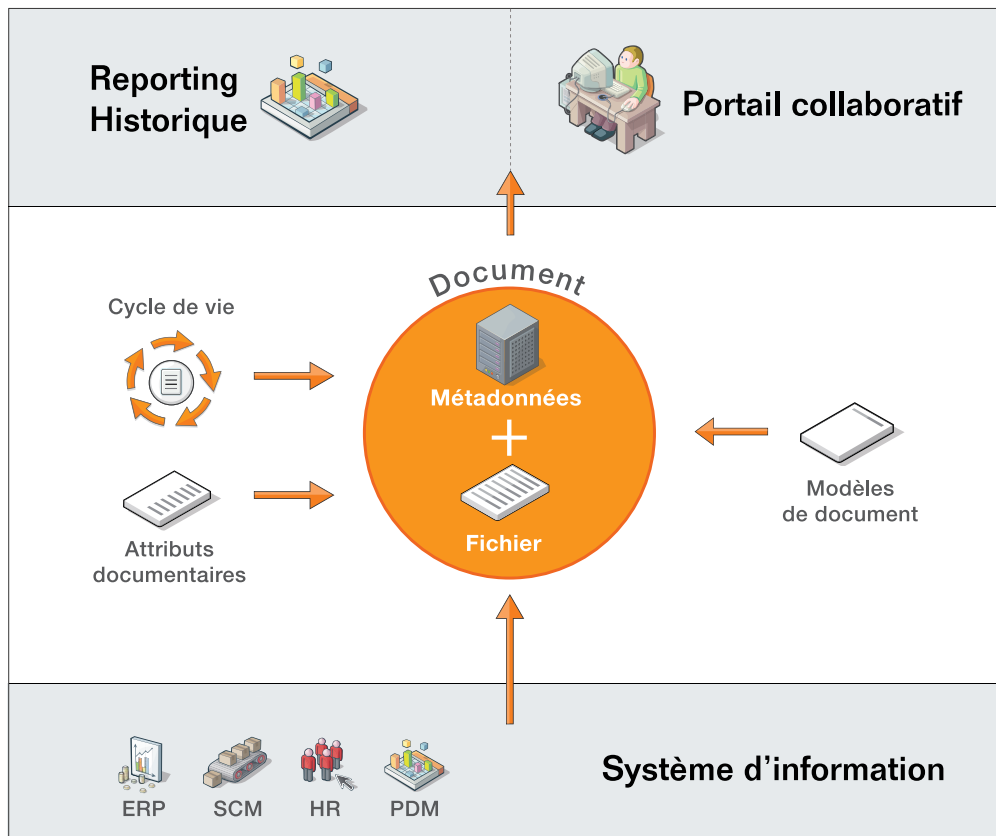 Reporting
Historique
Portail collaboratif
Document
Cycle de vie
Métadonnées
+
Fichier
Attributs
documentaires
Modèles
de document
ERP
SCM
HR
PDM
Système d’information